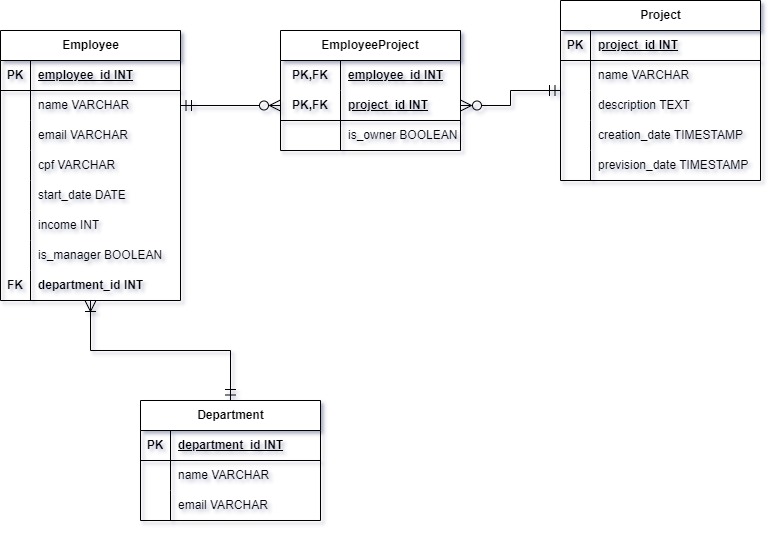 Project
PK project_id INT
name VARCHAR
description TEXT
creation_date TIMESTAMP
prevision_date TIMESTAMP
Employee
PK employee_id INT
name VARCHAR
email VARCHAR
cpf VARCHAR
start_date DATE
income INT
is_manager BOOLEAN
FK department_id INT
EmployeeProject
PK,FK employee_id INT
PK,FK project_id INT
is_owner BOOLEAN
Department
PK department_id INT
name VARCHAR
email VARCHAR